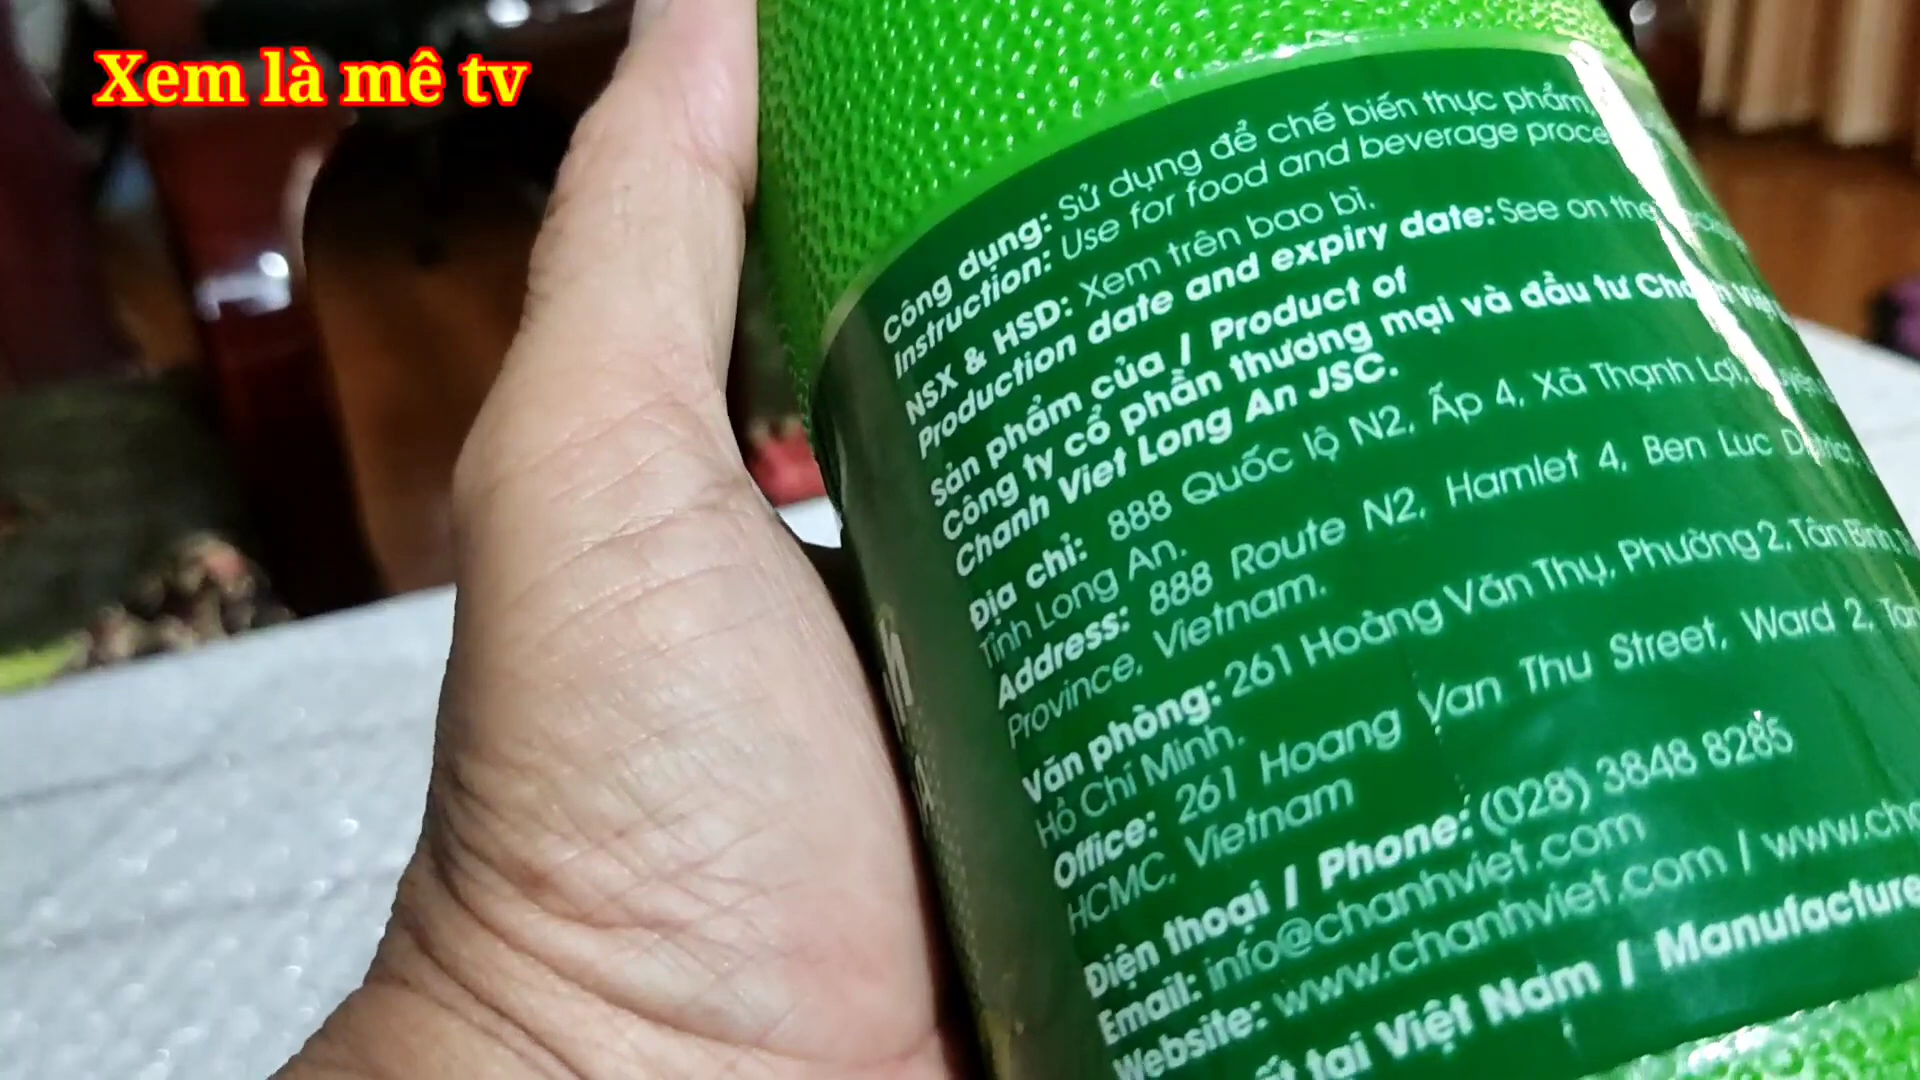 Xem là mê tv
Công dụng: Sử dụng để chế biến thực phẩm,
Instruction: Use for food and beverage
NSX & HSD: Xem trên bao bì.
Production date and expiry date: See on the
Sản phẩm của / Product of
Công ty cổ phần thương mại và đầu tư Chanh Việt
Chanh Viet Long An JSC.
Địa chỉ: 888 Quốc lộ N2, Ấp 4, Xã Thạnh Lợi,
Tỉnh Long An.
Address: 888 Route N2, Hamlet 4, Ben Luc District
Province, Vietnam.
Văn phòng: 261 Hoàng Văn Thụ, Phường 2, Tân Bình,
Hồ Chí Minh.
Office: 261 Hoang Van Thu Street, Ward 2,
HCMC, Vietnam
Điện thoại / Phone: (028) 3848 8285
Email: info@chanhviet.com
Website: www.chanhviet.com /
tại Việt Nam /